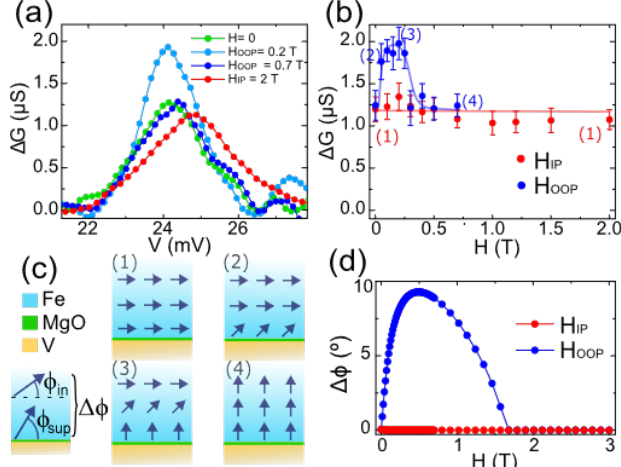 (a)
2.0
1.5
1.0
0.5
0.0
ΔG (μS)
H= 0
HOOP= 0.2 T
HOOP = 0.7 T
HIP = 2 T
22 24 26
V (mV)
(b)
2.0
1.5
1.0
0.5
0.0
ΔG (μS)
(2)
(3)
(4)
(1)
(1)
HIP
HOOP
0.0 0.5 1.0 1.5 2.0
H (T)
(c)
Fe
MgO
V
(1)
(2)
(3)
(4)
ϕin
ϕsup
Δϕ
(d)
10
5
0
Δϕ (º)
HIP
HOOP
0 1 2 3
H (T)